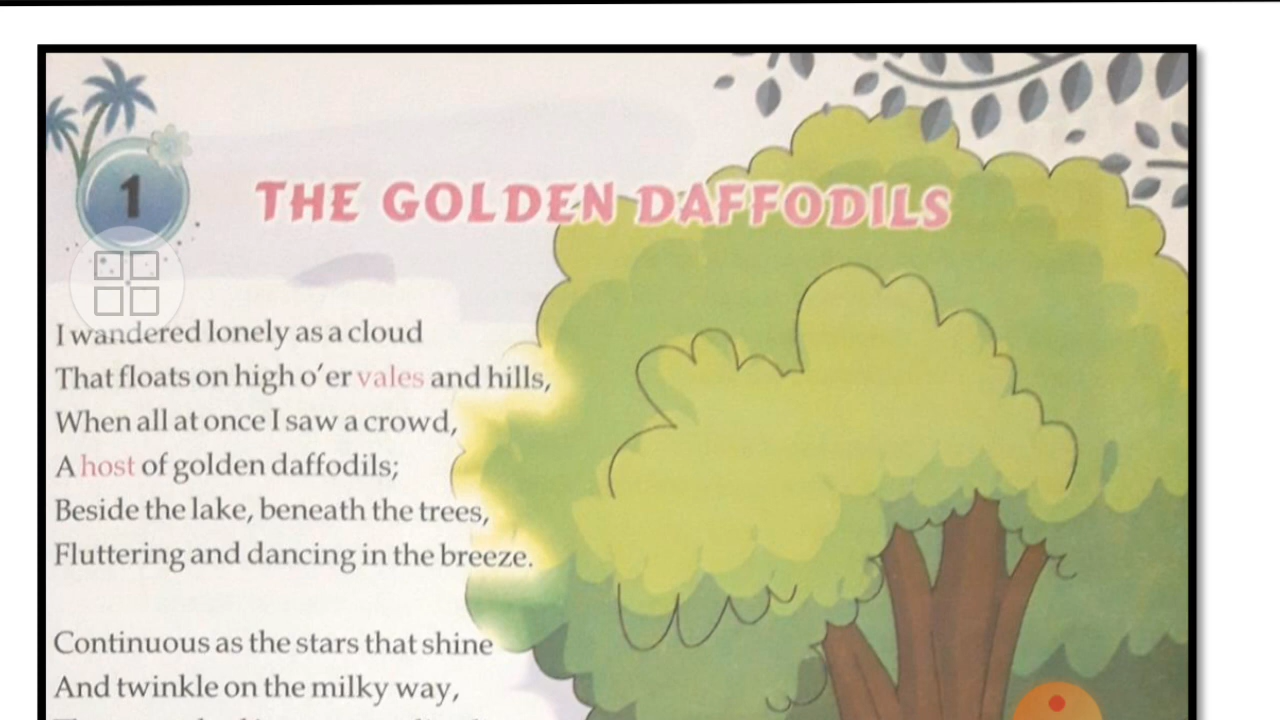 1
THE GOLDEN DAFFODILS
I wandered lonely as a cloud
That floats on high o'er vales and hills,
When all at once I saw a crowd,
A host of golden daffodils;
Beside the lake, beneath the trees,
Fluttering and dancing in the breeze.
Continuous as the stars that shine
And twinkle on the milky way,